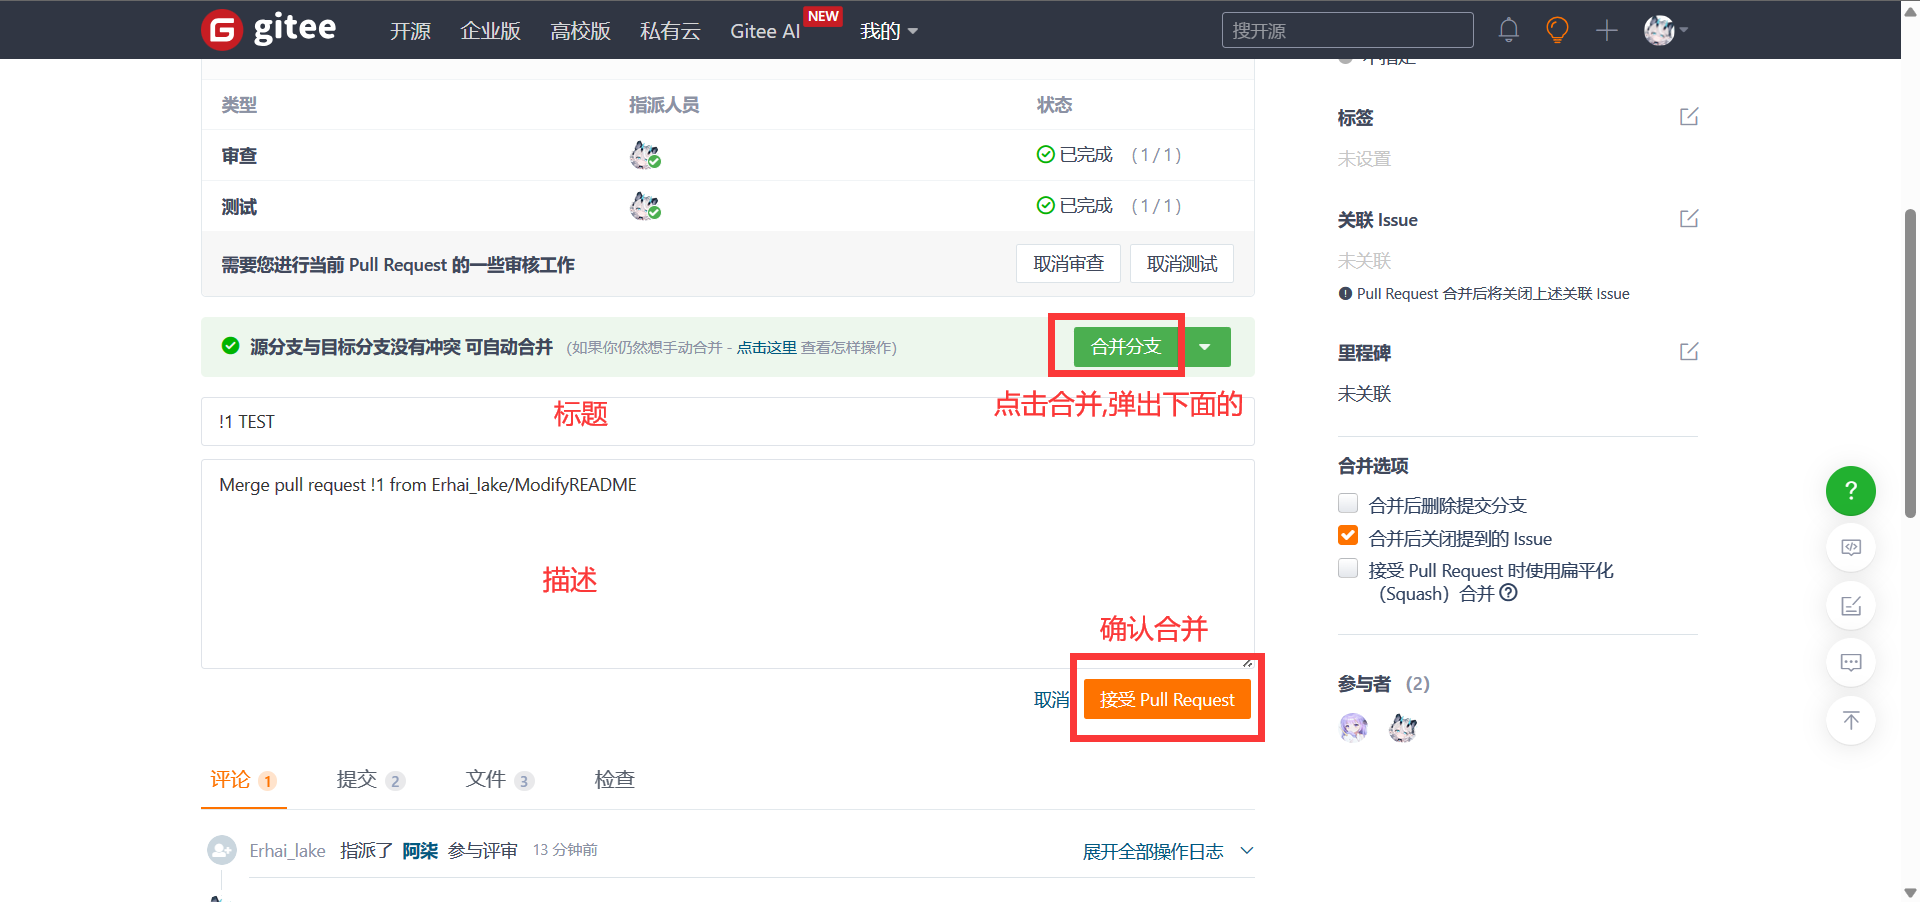 gitee 开源 企业版 高校版 私有云 Gitee AI NEW 我的 搜开源
不指定
类型 指派人员 状态
审查 已完成 (1/1)
测试 已完成 (1/1)
需要您进行当前 Pull Request 的一些审核工作 取消审查 取消测试
源分支与目标分支没有冲突 可自动合并 (如果你仍然想手动合并 - 点击这里 查看怎样操作) 合并分支
点击合并,弹出下面的
!1 TEST 标题
Merge pull request !1 from Erhai_lake/ModifyREADME
描述
确认合并
取消 接受 Pull Request
评论 1 提交 2 文件 3 检查
Erhai_lake 指派了 阿柒 参与评审 13 分钟前 展开全部操作日志
标签
未设置
关联 Issue
未关联
Pull Request 合并后将关闭上述关联 Issue
里程碑
未关联
合并选项
合并后删除提交分支
合并后关闭提到的 Issue
接受 Pull Request 时使用扁平化
（Squash）合并 ?
参与者 (2)
?